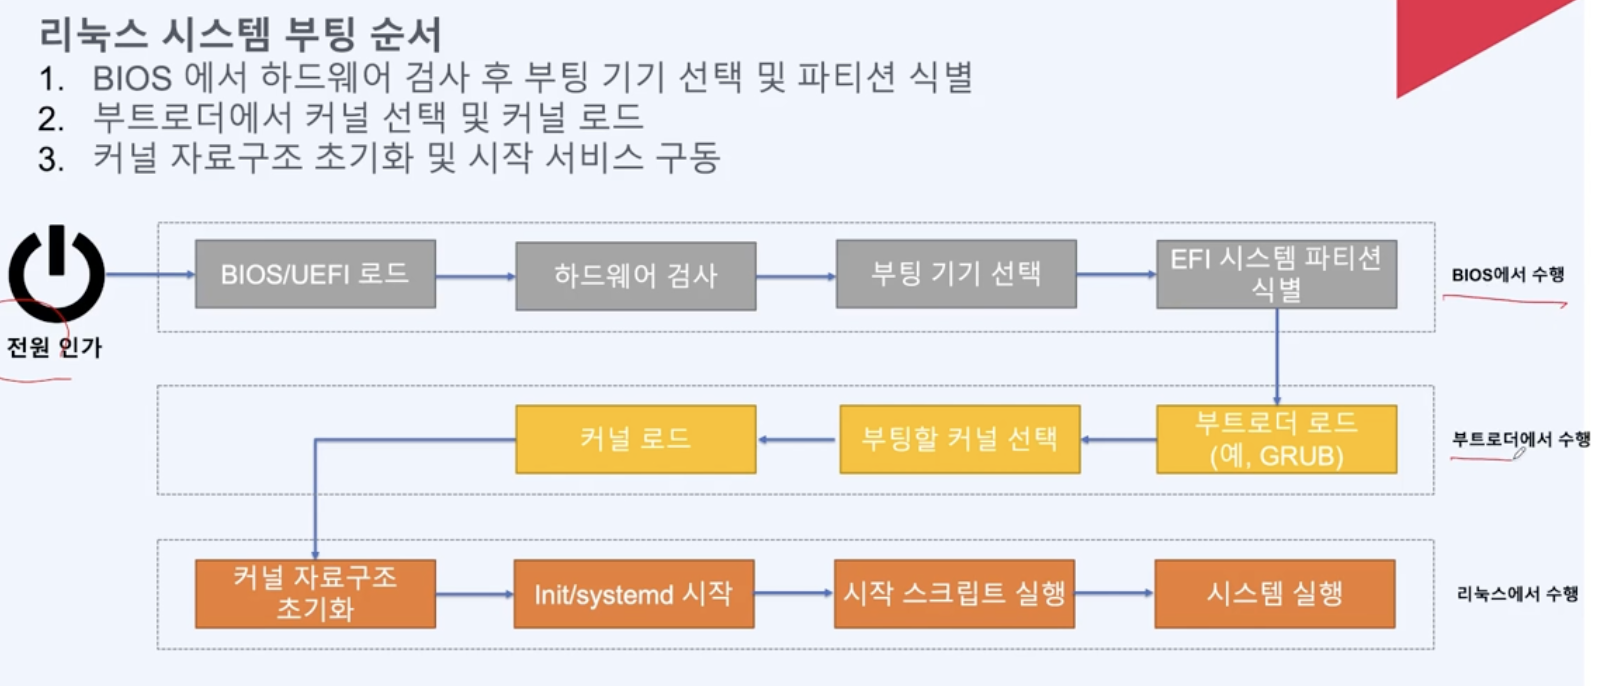 리눅스 시스템 부팅 순서
1. BIOS 에서 하드웨어 검사 후 부팅 기기 선택 및 파티션 식별
2. 부트로더에서 커널 선택 및 커널 로드
3. 커널 자료구조 초기화 및 시작 서비스 구동
전원 인가
BIOS/UEFI 로드
하드웨어 검사
부팅 기기 선택
EFI 시스템 파티션
식별
BIOS에서 수행
부트로더 로드
(예, GRUB)
부팅할 커널 선택
커널 로드
부트로더에서 수행
커널 자료구조
초기화
Init/systemd 시작
시작 스크립트 실행
시스템 실행
리눅스에서 수행